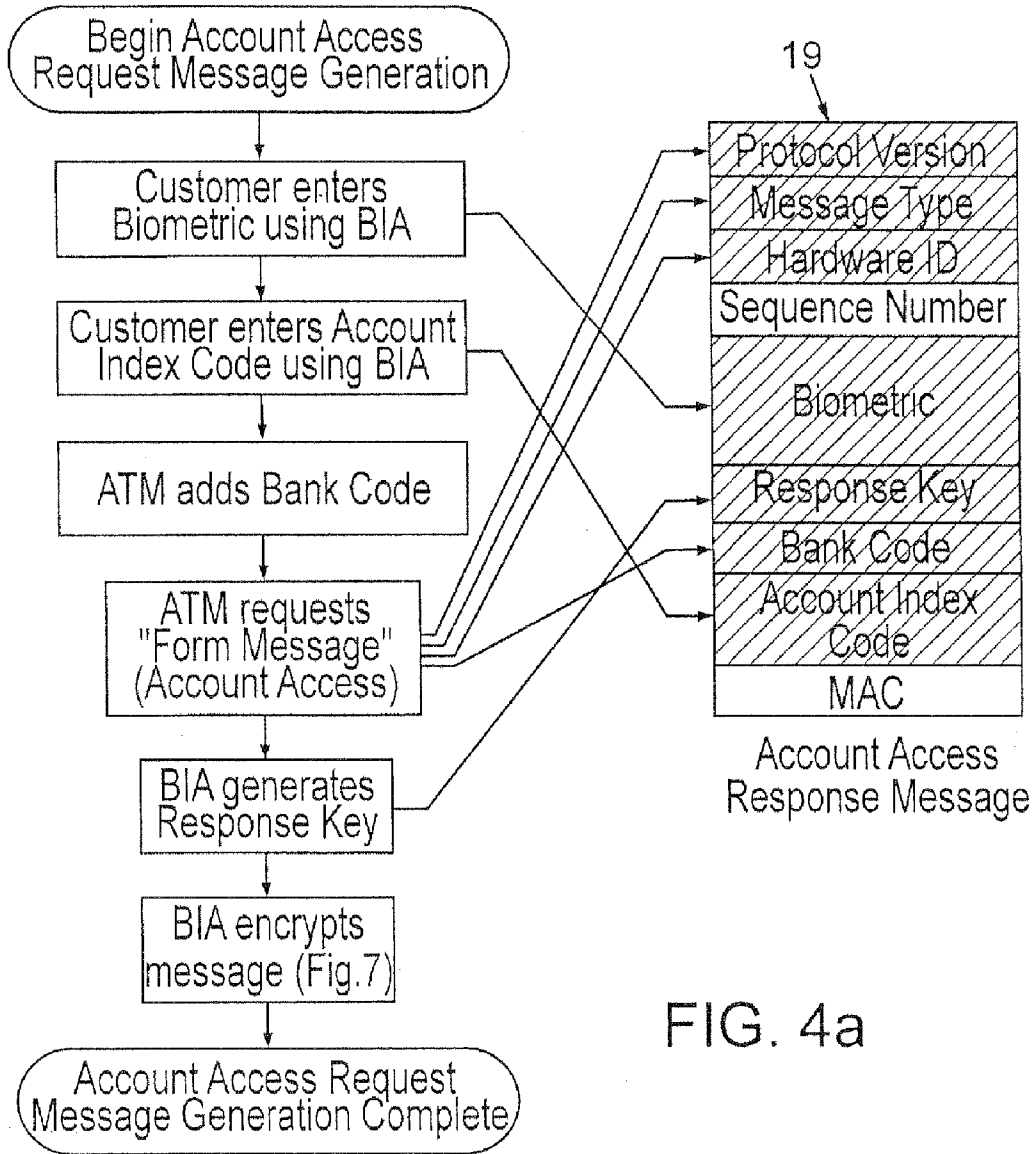 Begin Account Access
Request Message Generation
Customer enters
Biometric using BIA
Customer enters Account
Index Code using BIA
ATM adds Bank Code
ATM requests
"Form Message"
(Account Access)
BIA generates
Response Key
BIA encrypts
message (Fig.7)
Account Access Request
Message Generation Complete
19
Protocol Version
Message Type
Hardware ID
Sequence Number
Biometric
Response Key
Bank Code
Account Index
Code
MAC
Account Access
Response Message
FIG. 4a